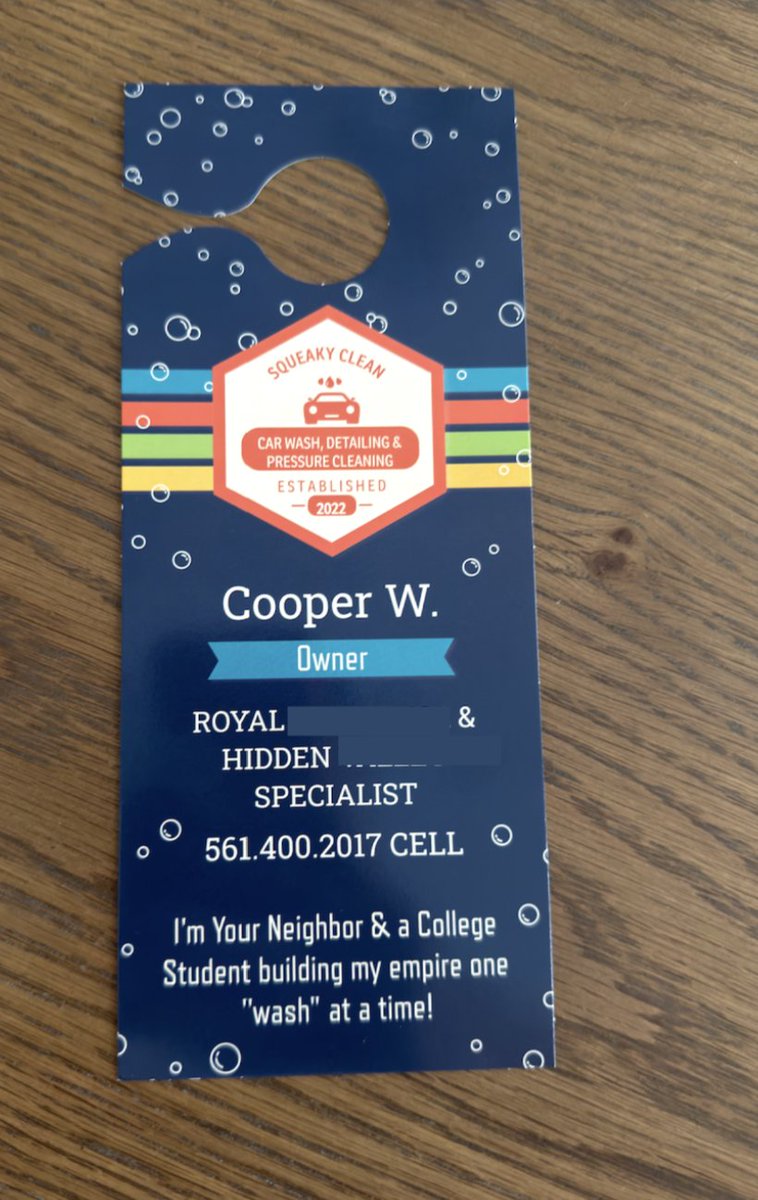 SQUEAKY CLEAN
CAR WASH, DETAILING &
PRESSURE CLEANING
ESTABLISHED
2022
Cooper W.
Owner
ROYAL &
HIDDEN
SPECIALIST
561.400.2017 CELL
I'm Your Neighbor & a College
Student building my empire one
"wash" at a time!